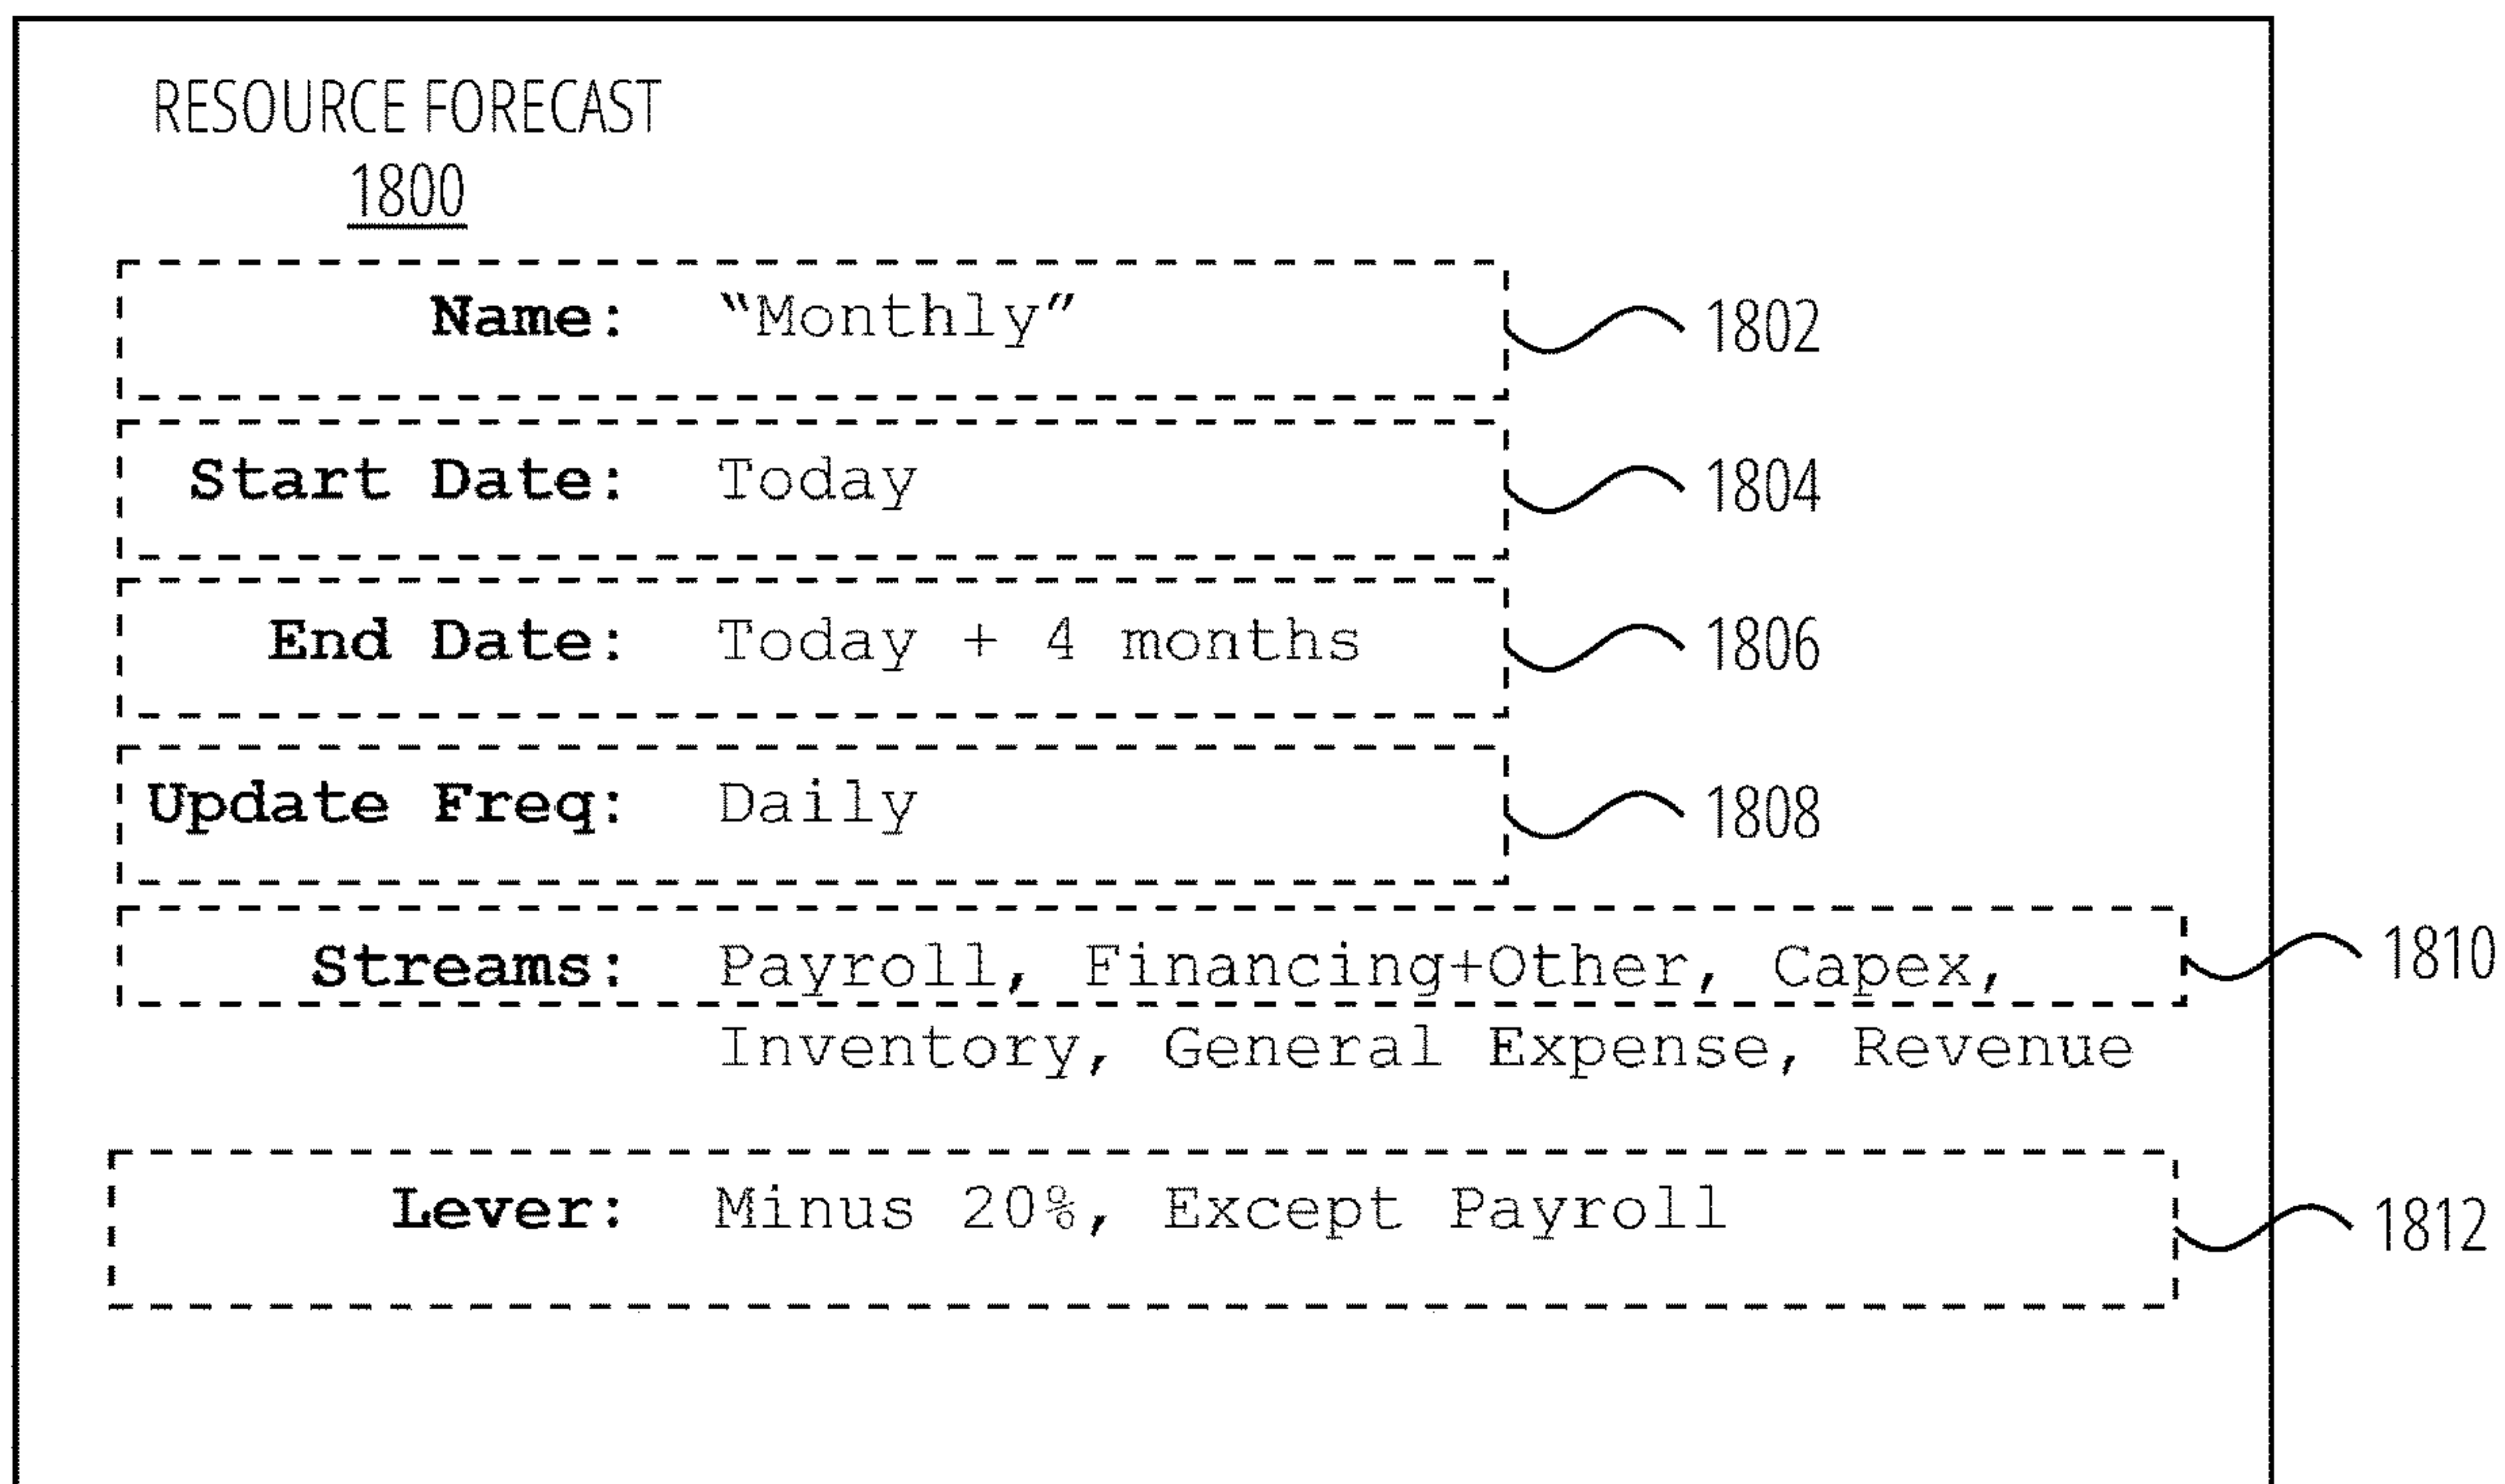 RESOURCE FORECAST
1800
Name: “Monthly” 1802
Start Date: Today 1804
End Date: Today + 4 months 1806
Update Freq: Daily 1808
Streams: Payroll, Financing+Other, Capex, 1810
Inventory, General Expense, Revenue
Lever: Minus 20%, Except Payroll 1812